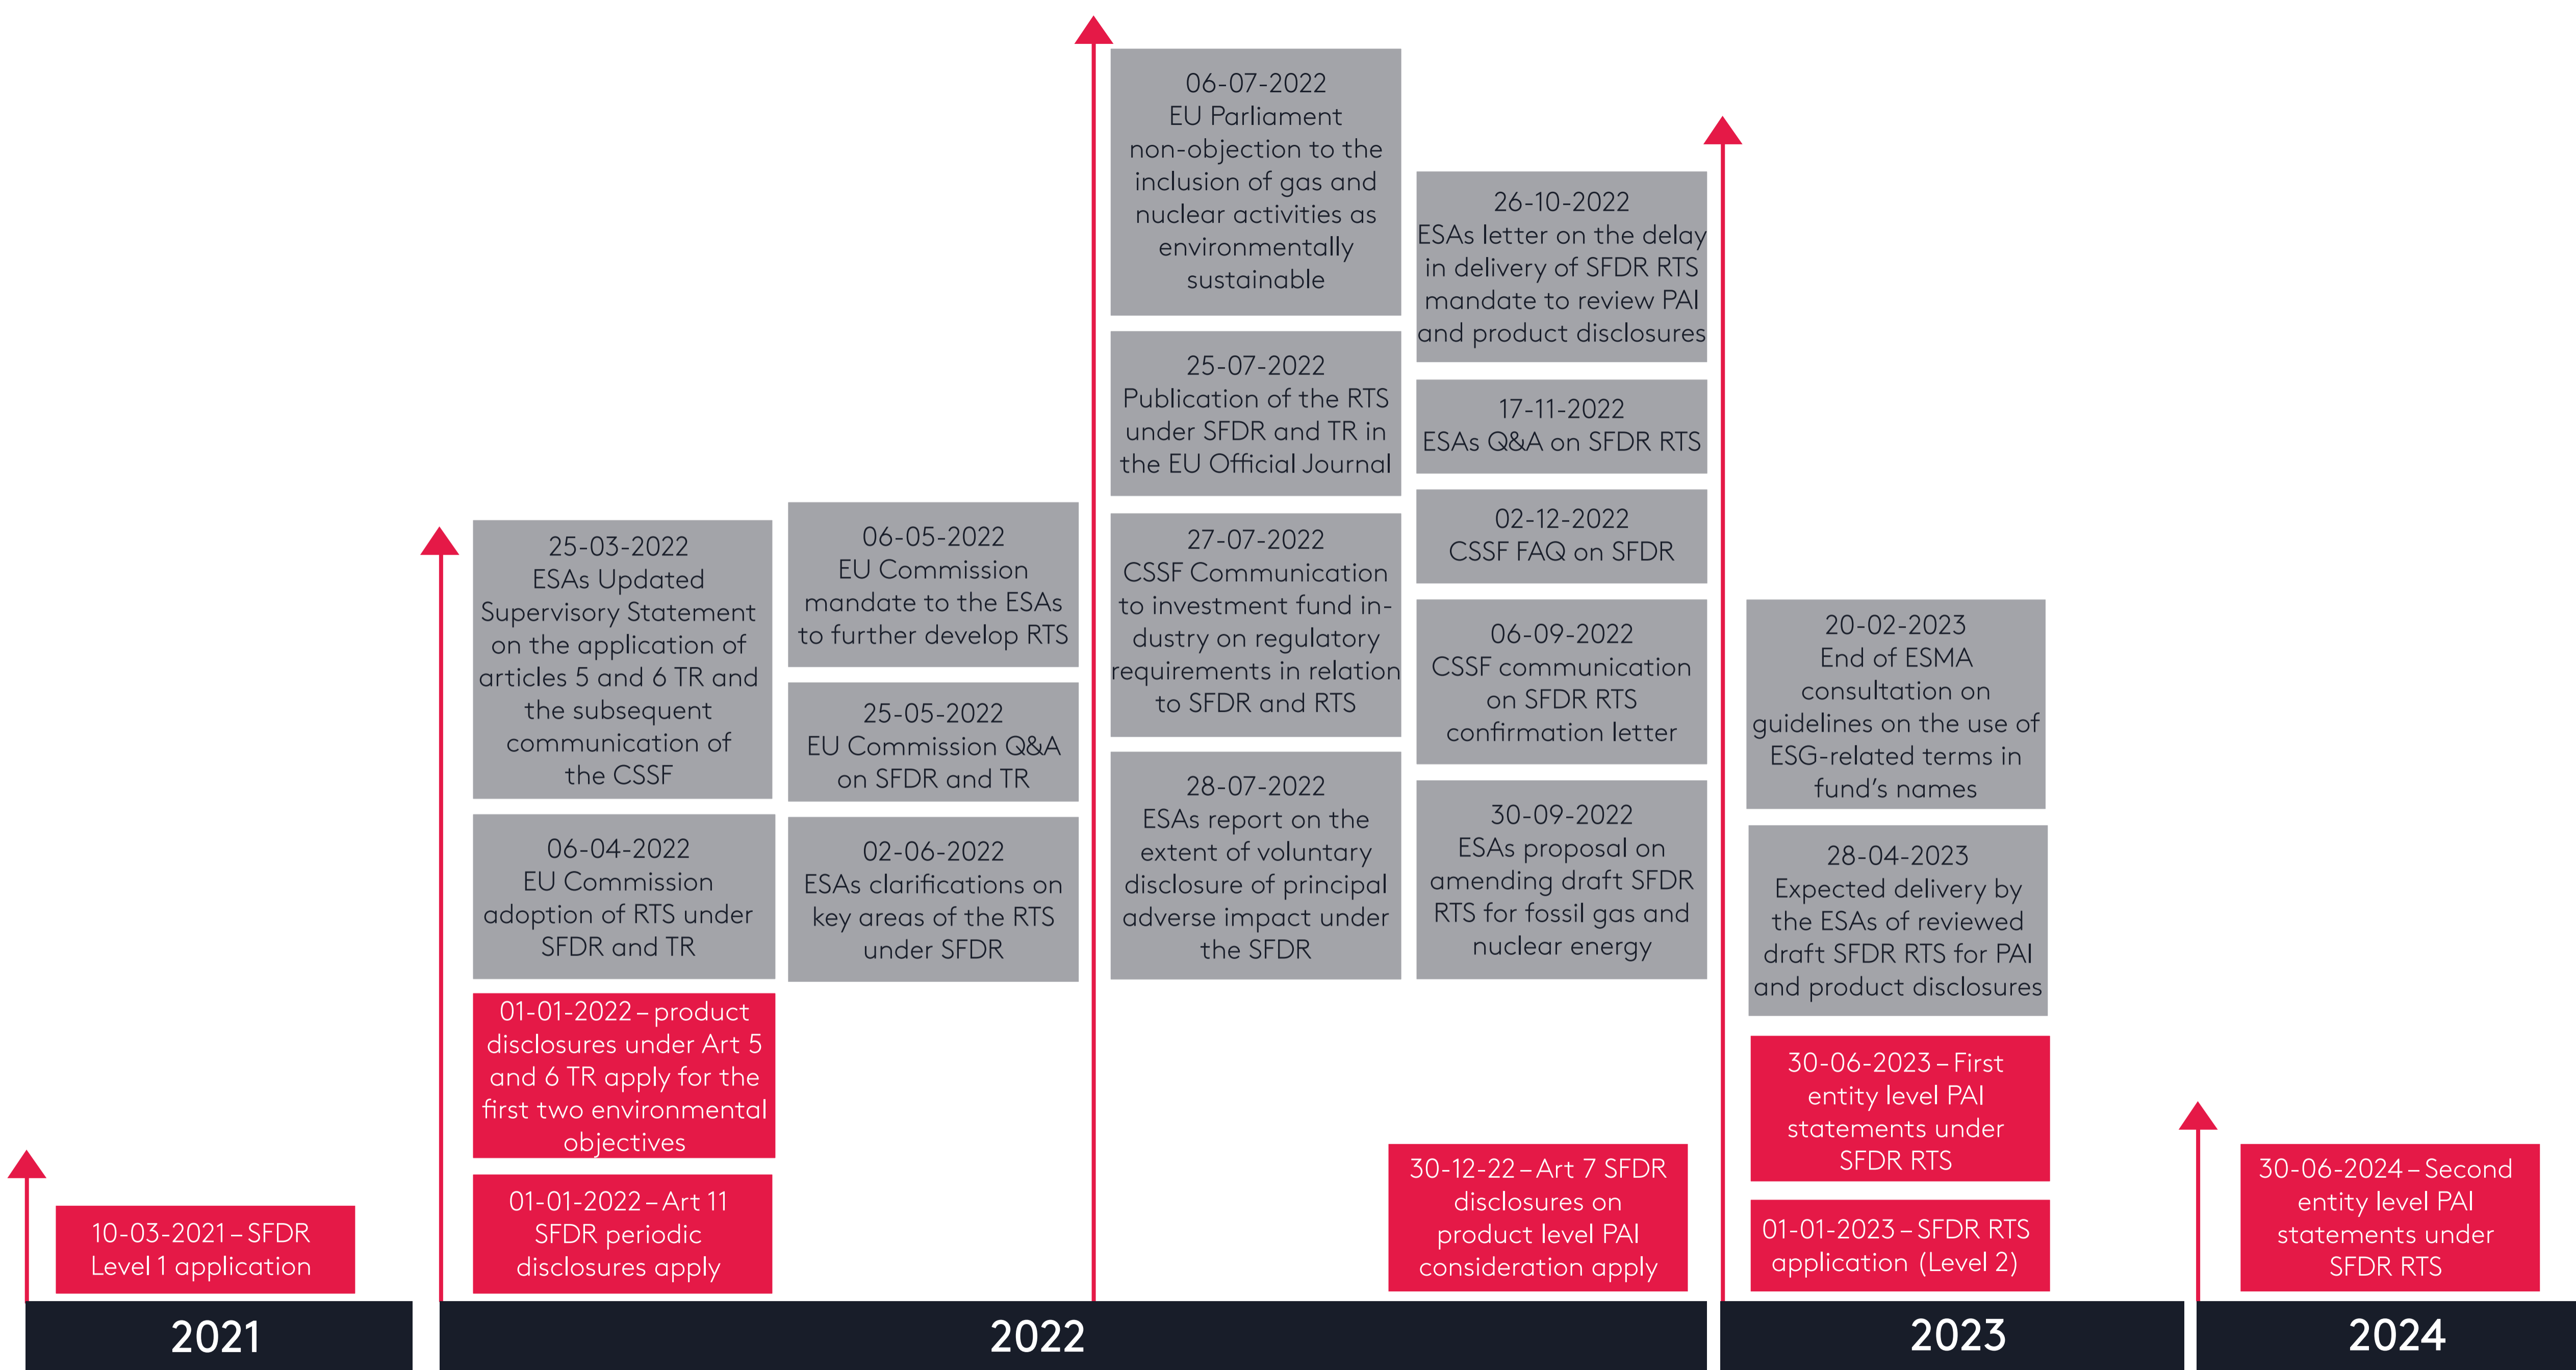 10-03-2021 – SFDR
Level 1 application
2021
25-03-2022
ESAs Updated
Supervisory Statement
on the application of
articles 5 and 6 TR and
the subsequent
communication of
the CSSF
06-04-2022
EU Commission
adoption of RTS under
SFDR and TR
01-01-2022 – product
disclosures under Art 5
and 6 TR apply for the
first two environmental
objectives
01-01-2022 – Art 11
SFDR periodic
disclosures apply
06-05-2022
EU Commission
mandate to the ESAs
to further develop RTS
25-05-2022
EU Commission Q&A
on SFDR and TR
02-06-2022
ESAs clarifications on
key areas of the RTS
under SFDR
06-07-2022
EU Parliament
non-objection to the
inclusion of gas and
nuclear activities as
environmentally
sustainable
25-07-2022
Publication of the RTS
under SFDR and TR in
the EU Official Journal
27-07-2022
CSSF Communication
to investment fund in-
dustry on regulatory
requirements in relation
to SFDR and RTS
28-07-2022
ESAs report on the
extent of voluntary
disclosure of principal
adverse impact under
the SFDR
26-10-2022
ESAs letter on the delay
in delivery of SFDR RTS
mandate to review PAI
and product disclosures
17-11-2022
ESAs Q&A on SFDR RTS
02-12-2022
CSSF FAQ on SFDR
06-09-2022
CSSF communication
on SFDR RTS
confirmation letter
30-09-2022
ESAs proposal on
amending draft SFDR
RTS for fossil gas and
nuclear energy
30-12-22 – Art 7 SFDR
disclosures on
product level PAI
consideration apply
2022
20-02-2023
End of ESMA
consultation on
guidelines on the use of
ESG-related terms in
fund’s names
28-04-2023
Expected delivery by
the ESAs of reviewed
draft SFDR RTS for PAI
and product disclosures
30-06-2023 – First
entity level PAI
statements under
SFDR RTS
01-01-2023 – SFDR RTS
application (Level 2)
2023
30-06-2024 – Second
entity level PAI
statements under
SFDR RTS
2024